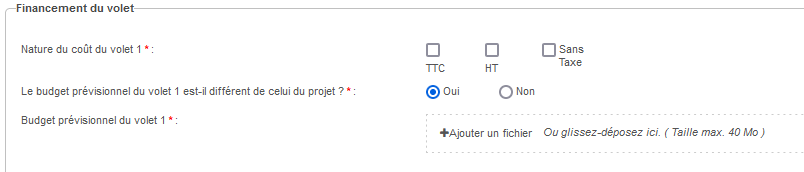 Financement du volet
Nature du coût du volet 1 * :
TTC
HT
Sans
Taxe
Le budget prévisionnel du volet 1 est-il différent de celui du projet ? * :
Oui
Non
Budget prévisionnel du volet 1 * :
+Ajouter un fichier Ou glissez-déposez ici. ( Taille max. 40 Mo )